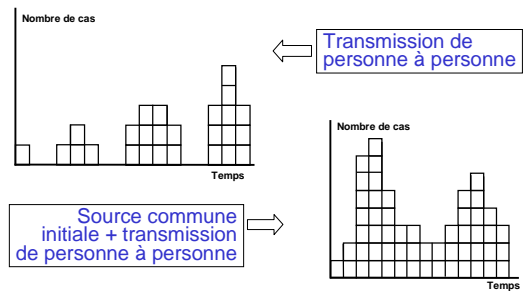 Nombre de cas
Transmission de
personne à personne
Temps
Nombre de cas
Source commune
initiale + transmission
de personne à personne
Temps